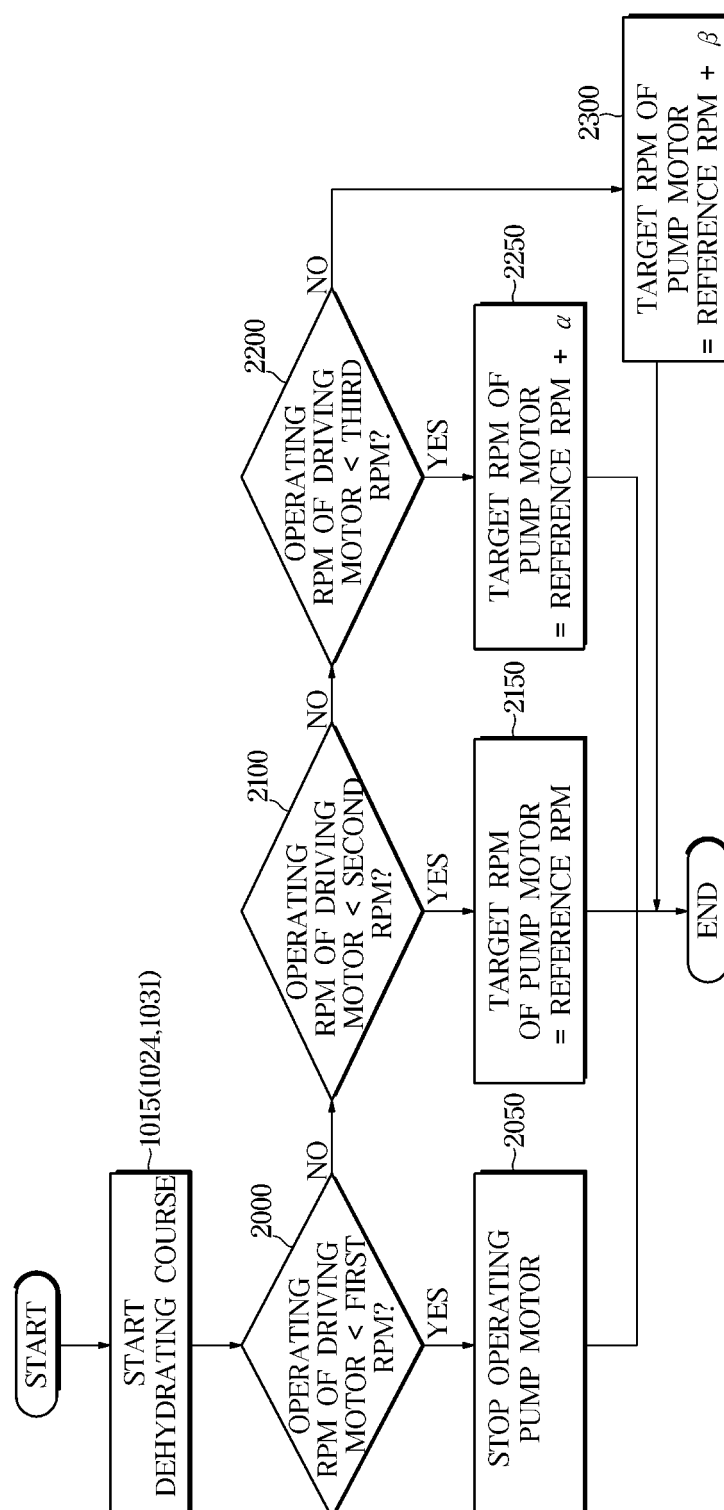 START
START
DEHYDRATING COURSE
1015(1024,1031)
OPERATING
RPM OF DRIVING
MOTOR < FIRST
RPM?
2000
NO
YES
STOP OPERATING
PUMP MOTOR
2050
OPERATING
RPM OF DRIVING
MOTOR < SECOND
RPM?
2100
NO
YES
TARGET RPM
OF PUMP MOTOR
= REFERENCE RPM
2150
OPERATING
RPM OF DRIVING
MOTOR < THIRD
RPM?
2200
NO
YES
TARGET RPM OF
PUMP MOTOR
= REFERENCE RPM + α
2250
TARGET RPM OF
PUMP MOTOR
= REFERENCE RPM + β
2300
END